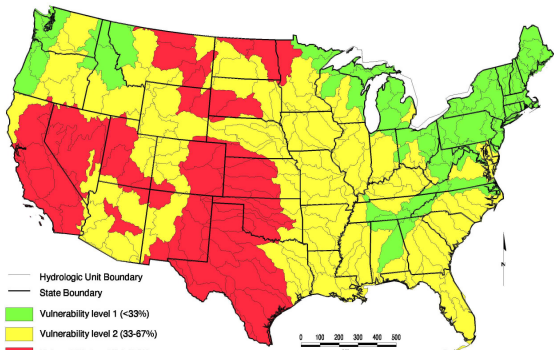 Hydrologic Unit Boundary
State Boundary
Vulnerability level 1 (<33%)
Vulnerability level 2 (33-67%)
0 100 200 300 400 500